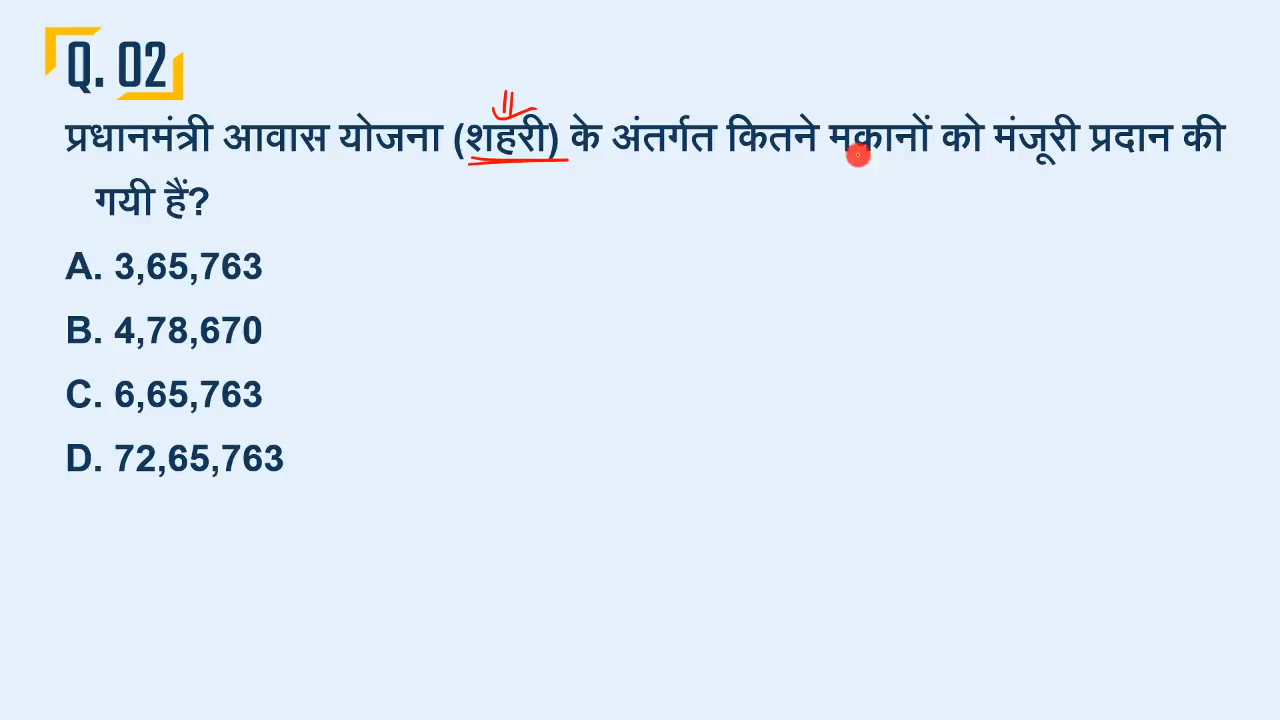 Q. 02
प्रधानमंत्री आवास योजना (शहरी) के अंतर्गत कितने मकानों को मंजूरी प्रदान की
गयी हैं?
A. 3,65,763
B. 4,78,670
C. 6,65,763
D. 72,65,763